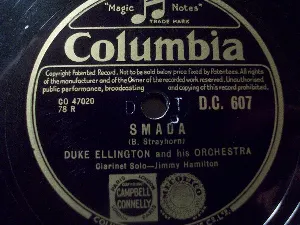 "Magic Notes"
TRADE MARK
Columbia
Copyright Patented Record. Not to be sold below price fixed by Patentees. All rights
of the manufacturer and of the Owner of the recorded work reserved. Unauthorised
public performance, broadcasting and copying of this record prohibited.
CO 47020
78 R
D.C. 607
SMADA
(B. Strayhorn)
DUKE ELLINGTON and his ORCHESTRA
Clarinet Solo—Jimmy Hamilton
CAMPBELL
CONNELLY